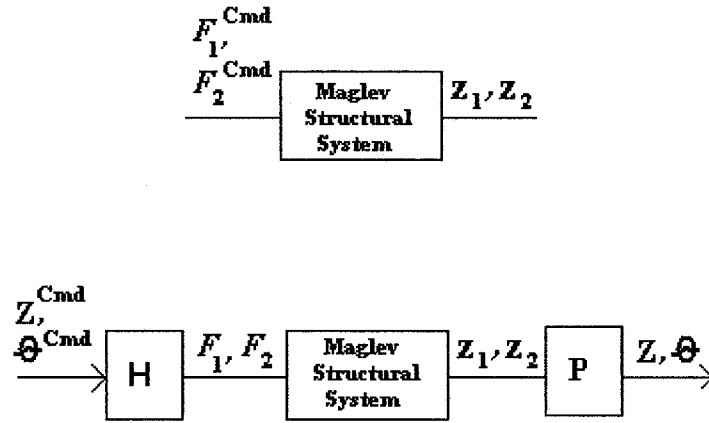 F₁,^Cmd
F₂^Cmd
Maglev
Structural
System
Z₁, Z₂
Z,^Cmd
Θ^Cmd
H
F₁, F₂
Maglev
Structural
System
Z₁, Z₂
P
Z, Θ